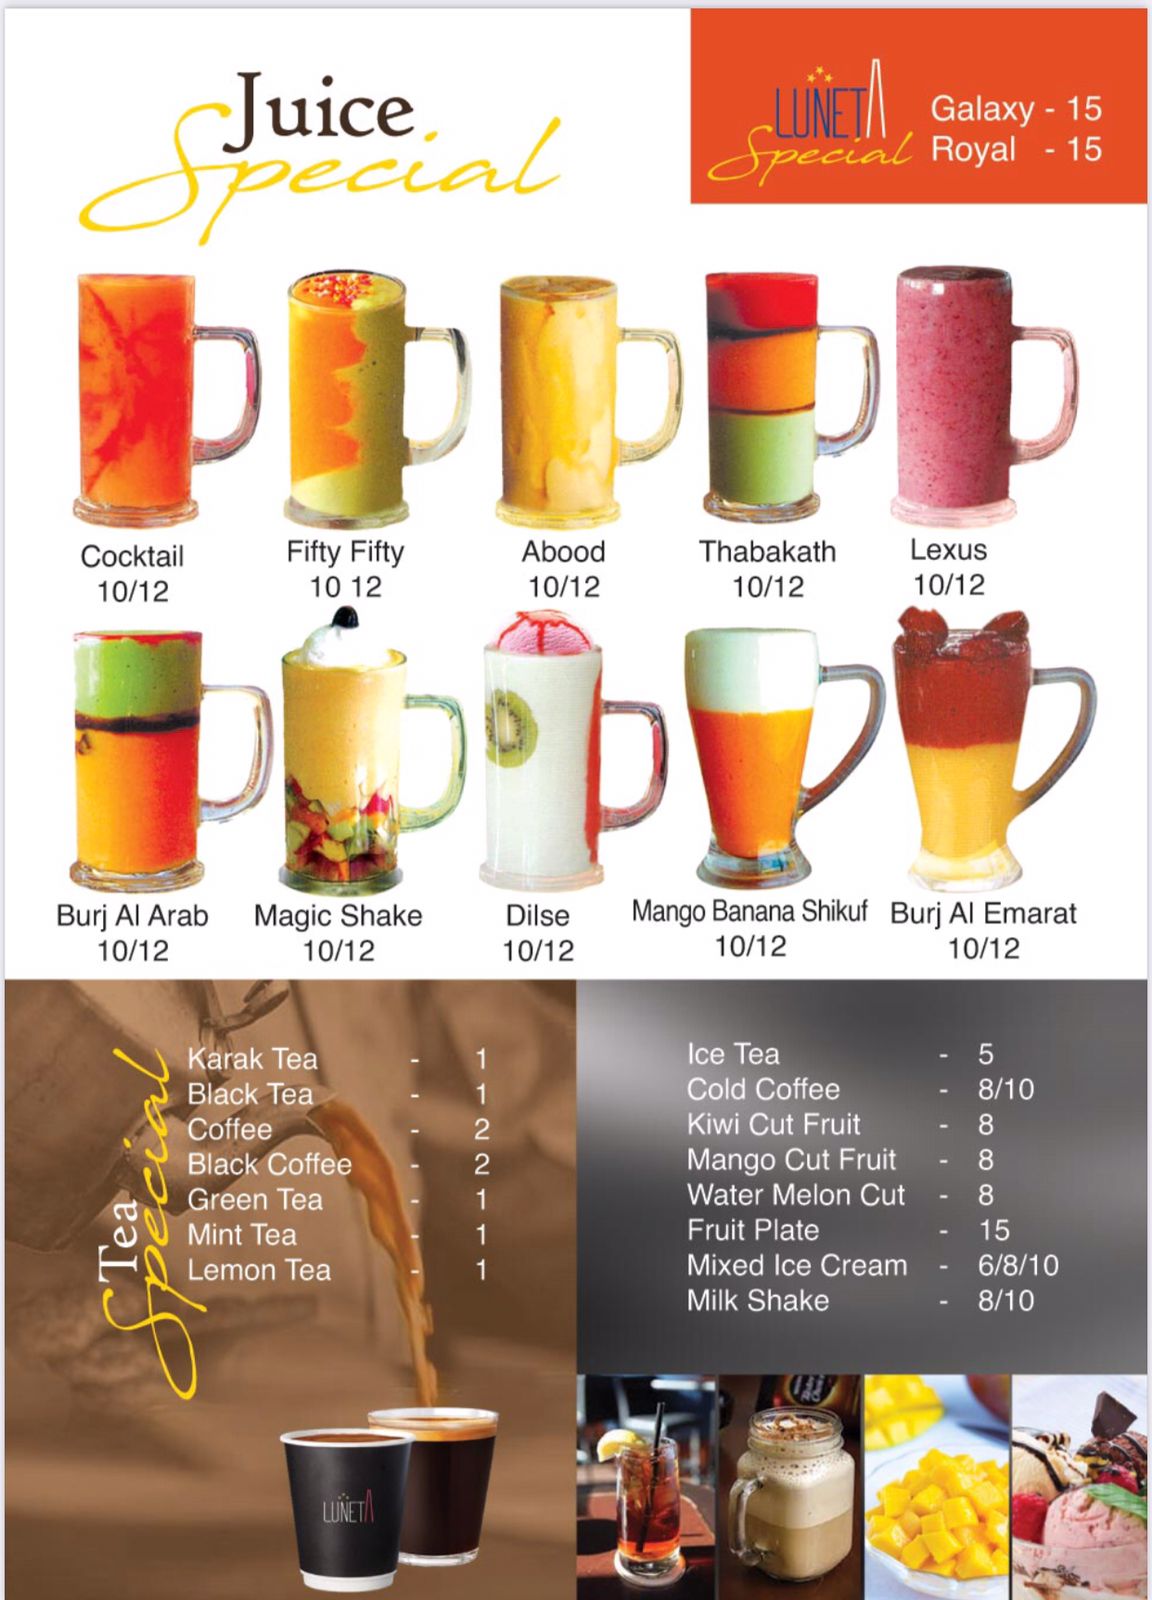 Juice
Special
LUNETA
Special
Galaxy - 15
Royal - 15
Cocktail
10/12
Fifty Fifty
10 12
Abood
10/12
Thabakath
10/12
Lexus
10/12
Burj Al Arab
10/12
Magic Shake
10/12
Dilse
10/12
Mango Banana Shikuf
10/12
Burj Al Emarat
10/12
Tea
Special
Karak Tea - 1
Black Tea - 1
Coffee - 2
Black Coffee - 2
Green Tea - 1
Mint Tea - 1
Lemon Tea - 1
LUNETA
Ice Tea - 5
Cold Coffee - 8/10
Kiwi Cut Fruit - 8
Mango Cut Fruit - 8
Water Melon Cut - 8
Fruit Plate - 15
Mixed Ice Cream - 6/8/10
Milk Shake - 8/10